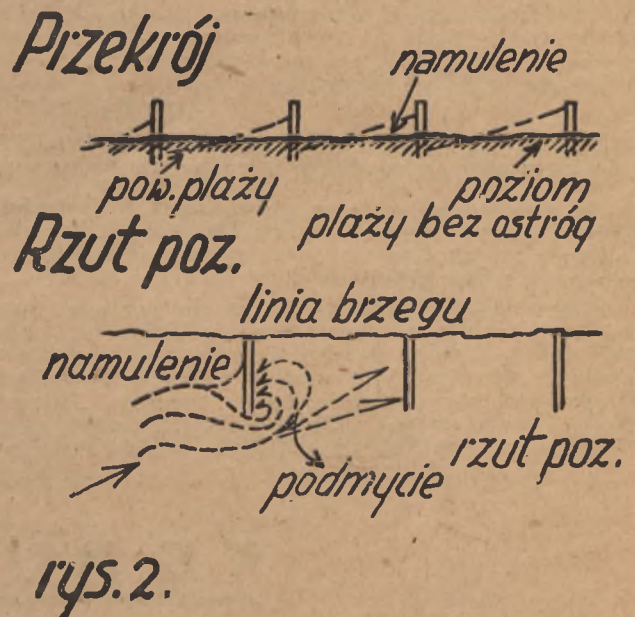 Przekrój
namulenie
pow. plaży
poziom
plaży bez ostróg
Rzut poz.
linia brzegu
namulenie
rzut poz.
podmycie
rys. 2.